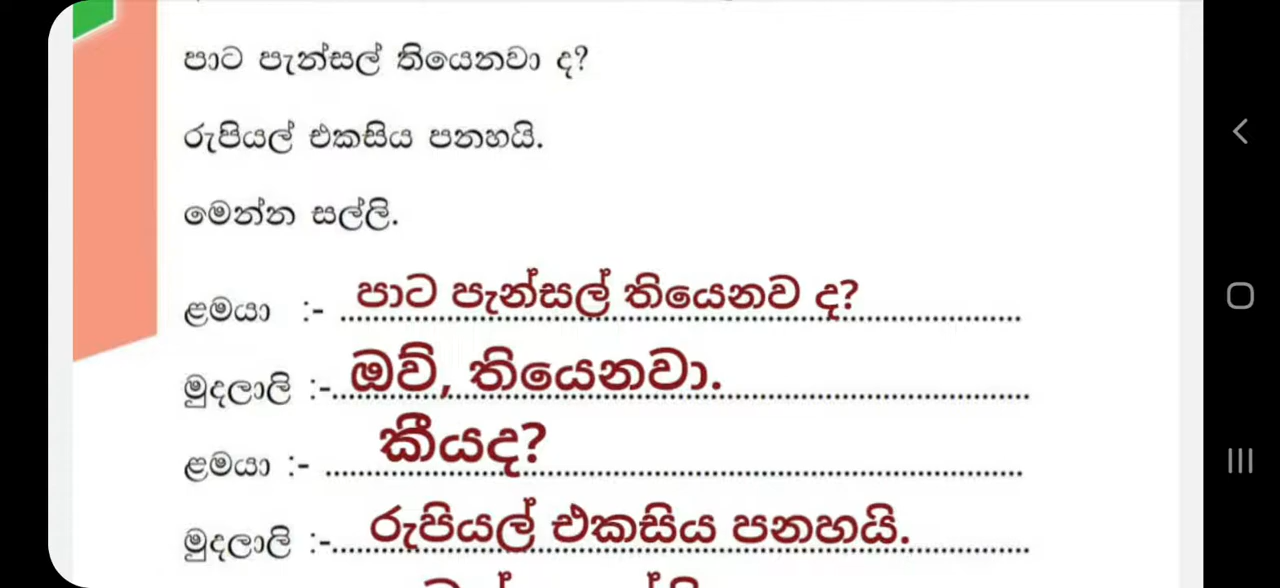 පාට පැන්සල් තියෙනවා ද?
රුපියල් එකසිය පනහයි.
මෙන්න සල්ලි.
ළමයා :- පාට පැන්සල් තියෙනව ද?
මුදලාලි :- ඔව්, තියෙනවා.
ළමයා :- කීයද?
මුදලාලි :- රුපියල් එකසිය පනහයි.